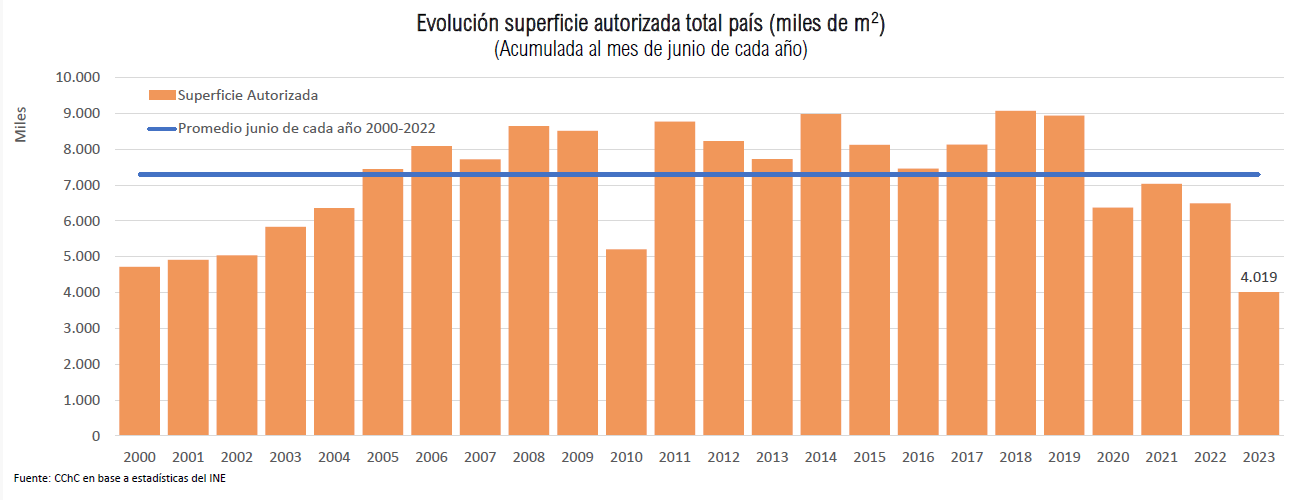 Evolución superficie autorizada total país (miles de m²)
(Acumulada al mes de junio de cada año)
Miles
10.000
9.000
8.000
7.000
6.000
5.000
4.000
3.000
2.000
1.000
0
Superficie Autorizada
Promedio junio de cada año 2000-2022
4.019
2000 2001 2002 2003 2004 2005 2006 2007 2008 2009 2010 2011 2012 2013 2014 2015 2016 2017 2018 2019 2020 2021 2022 2023
Fuente: CChC en base a estadísticas del INE